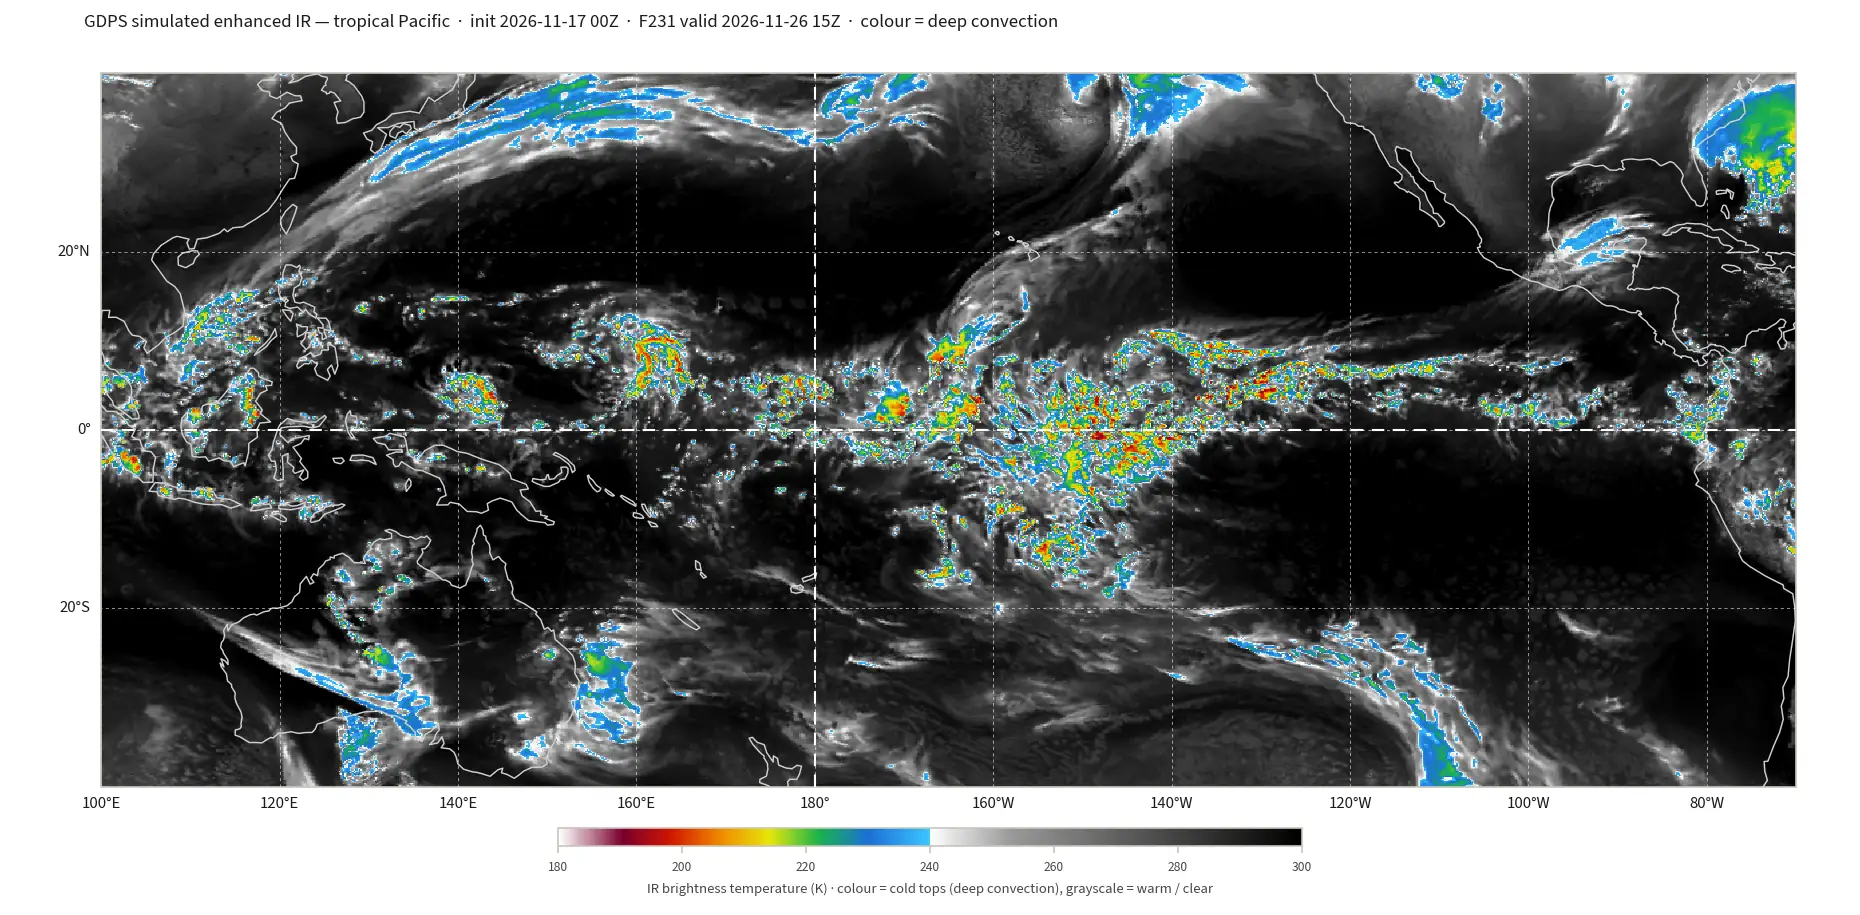 GDPS simulated enhanced IR — tropical Pacific · init 2026-11-17 00Z · F231 valid 2026-11-26 15Z · colour = deep convection
20°N
0°
20°S
100°E 120°E 140°E 160°E 180° 160°W 140°W 120°W 100°W 80°W
180 200 220 240 260 280 300
IR brightness temperature (K) · colour = cold tops (deep convection), grayscale = warm / clear